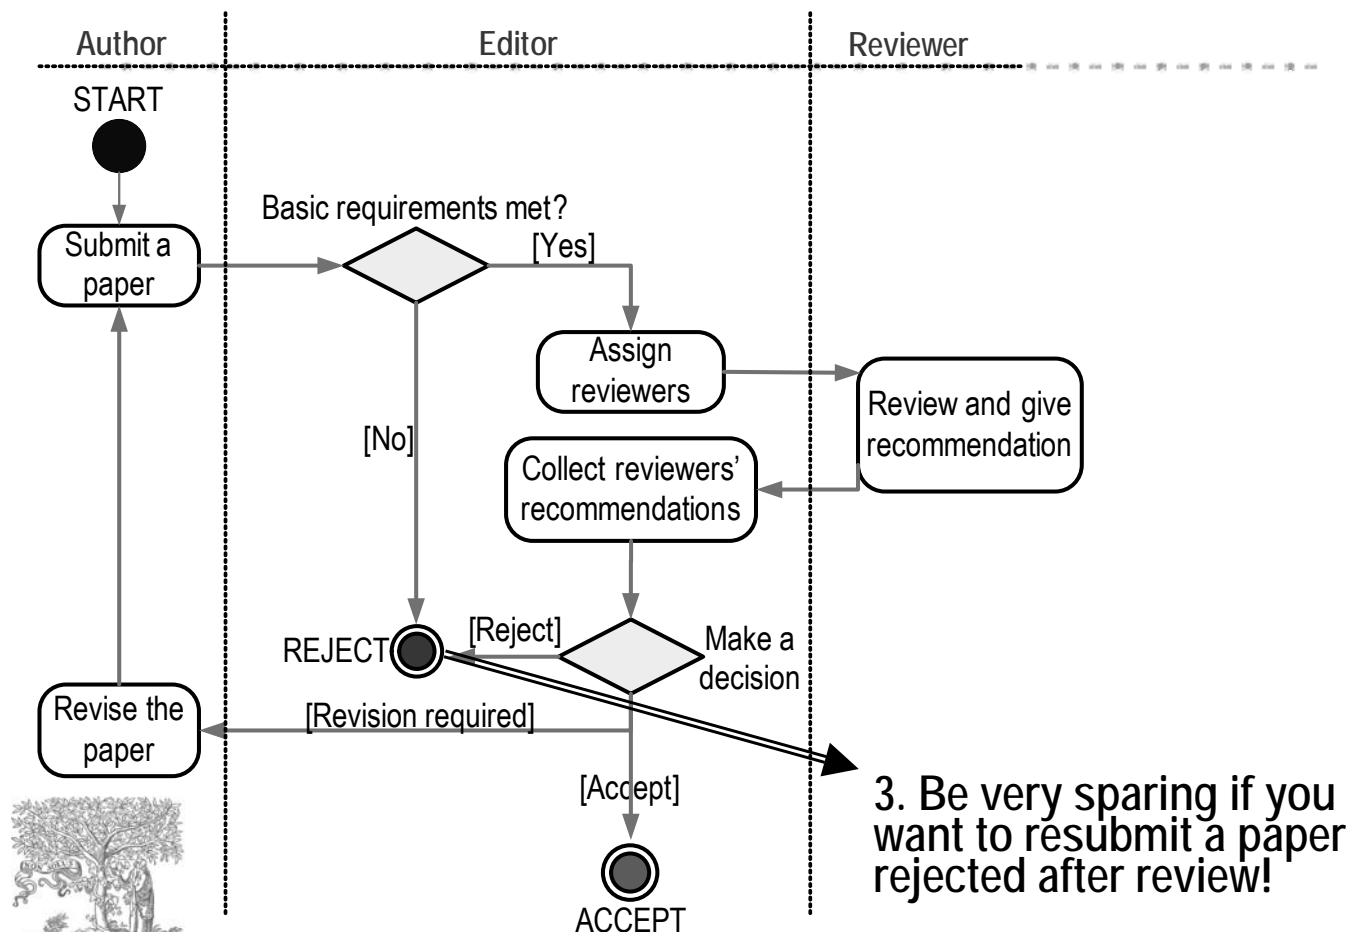 Author
Editor
Reviewer
START
Basic requirements met?
Submit a
paper
[Yes]
Assign
reviewers
Review and give
recommendation
[No]
Collect reviewers’
recommendations
REJECT
[Reject]
Make a
decision
Revise the
paper
[Revision required]
[Accept]
ACCEPT
3. Be very sparing if you
want to resubmit a paper
rejected after review!